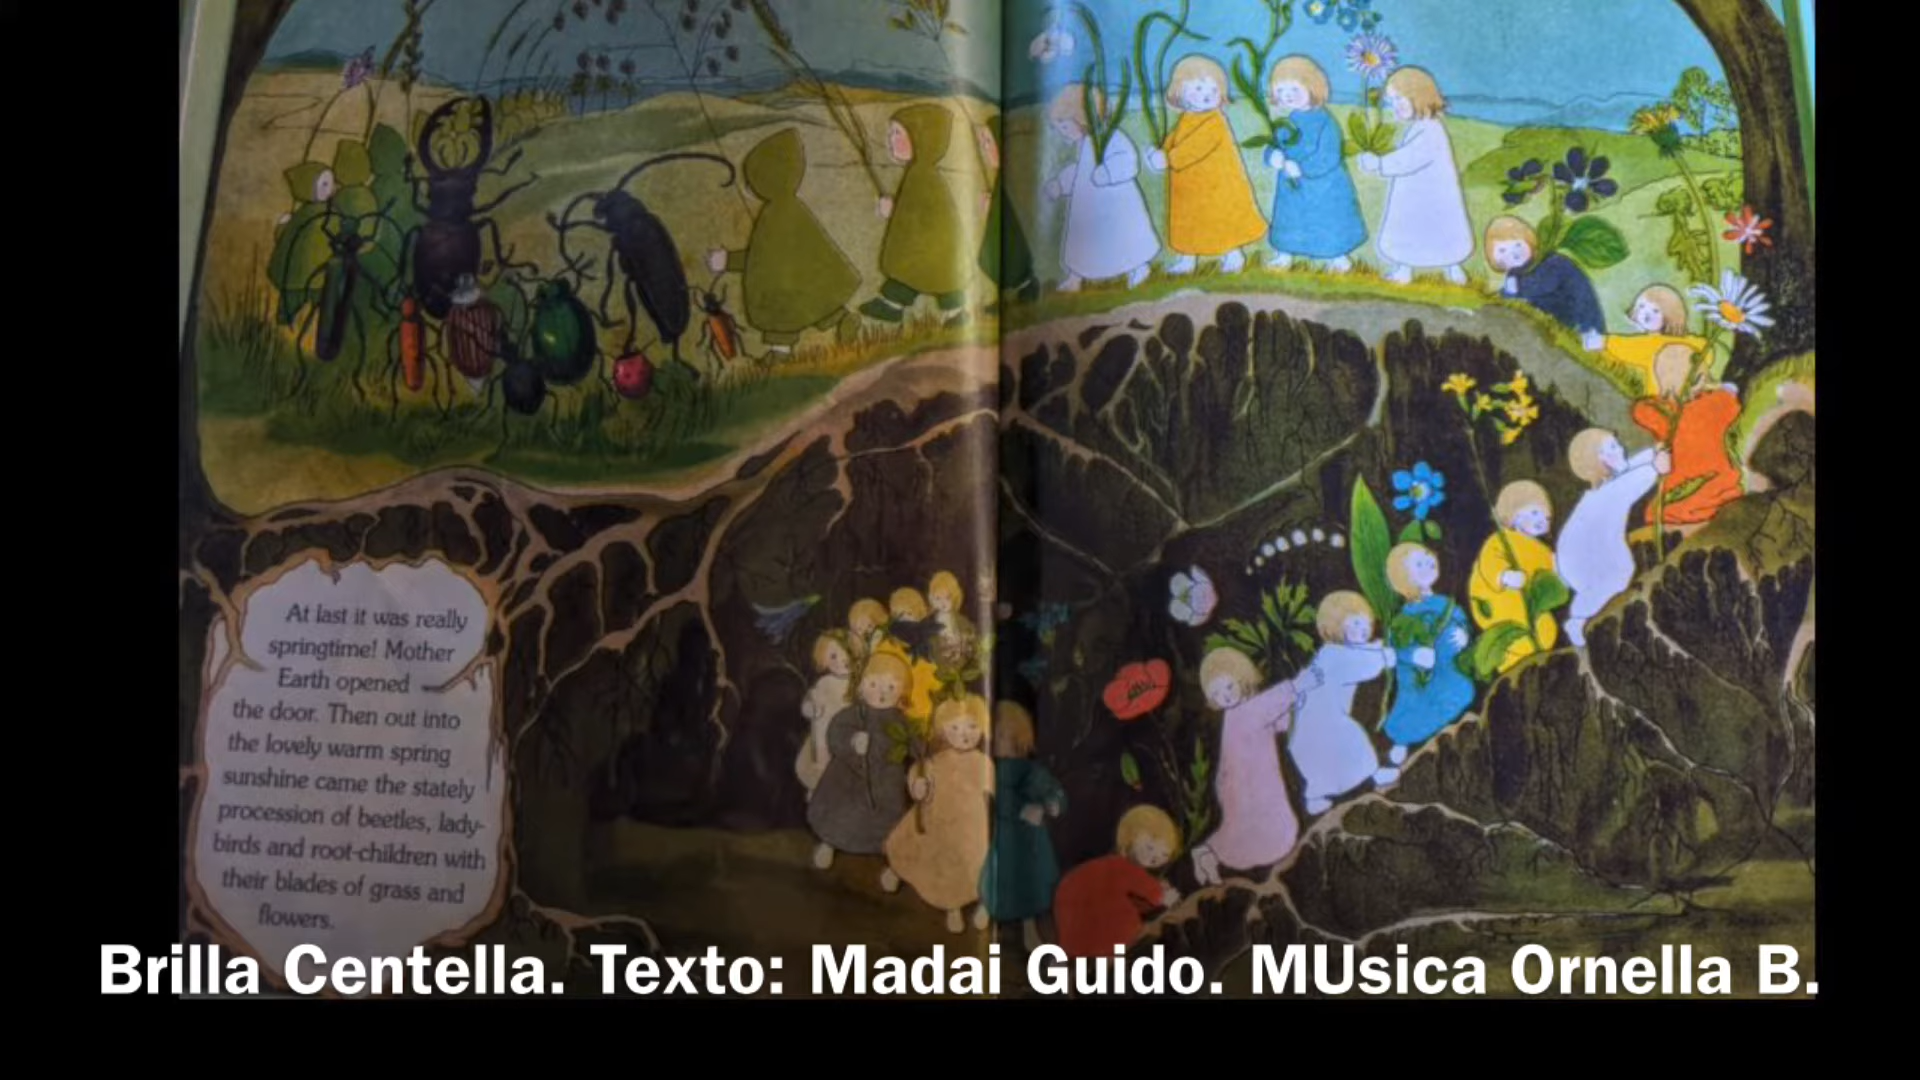 At last it was really
springtime! Mother
Earth opened
the door. Then out into
the lovely warm spring
sunshine came the stately
procession of beetles, lady-
birds and root-children with
their blades of grass and
flowers.
Brilla Centella. Texto: Madai Guido. MUsica Ornella B.